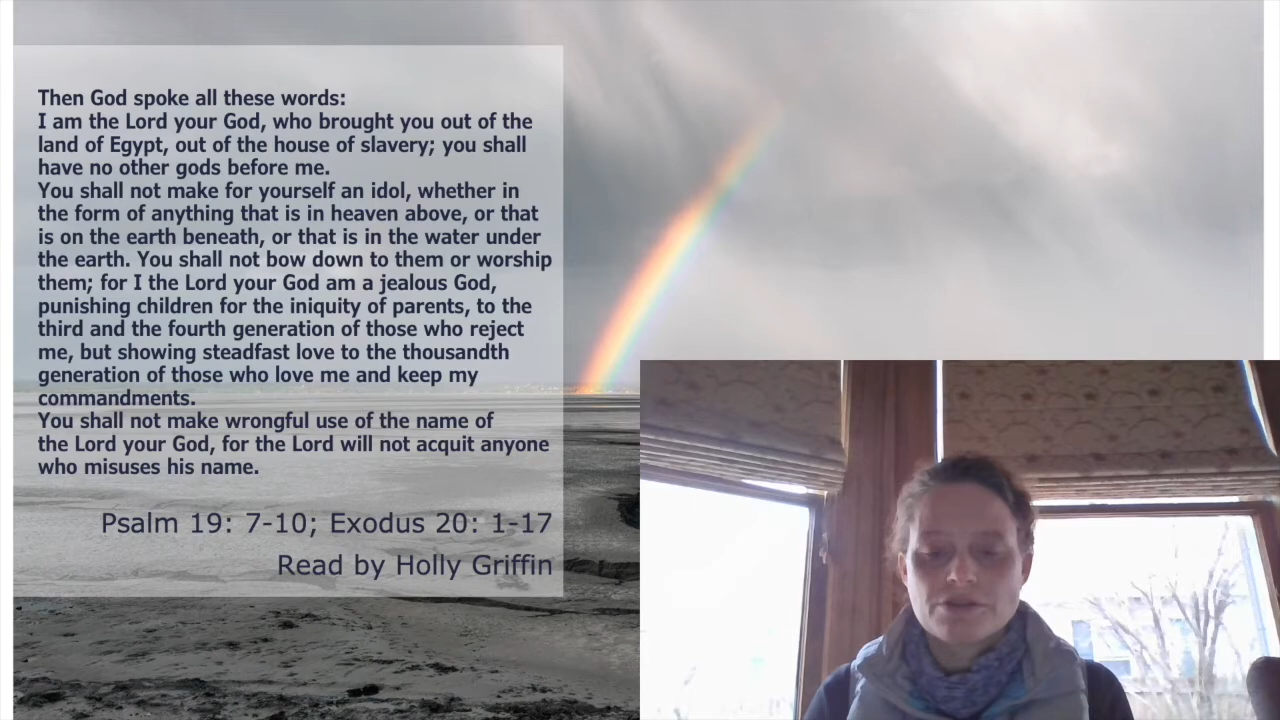 Then God spoke all these words:
I am the Lord your God, who brought you out of the
land of Egypt, out of the house of slavery; you shall
have no other gods before me.
You shall not make for yourself an idol, whether in
the form of anything that is in heaven above, or that
is on the earth beneath, or that is in the water under
the earth. You shall not bow down to them or worship
them; for I the Lord your God am a jealous God,
punishing children for the iniquity of parents, to the
third and the fourth generation of those who reject
me, but showing steadfast love to the thousandth
generation of those who love me and keep my
commandments.
You shall not make wrongful use of the name of
the Lord your God, for the Lord will not acquit anyone
who misuses his name.
Psalm 19: 7-10; Exodus 20: 1-17
Read by Holly Griffin